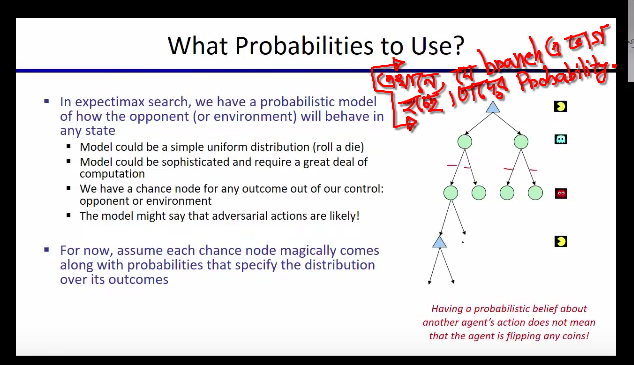 What Probabilities to Use?
যে branch এ
Probability.
In expectimax search, we have a probabilistic model
of how the opponent (or environment) will behave in
any state
Model could be a simple uniform distribution (roll a die)
Model could be sophisticated and require a great deal of
computation
We have a chance node for any outcome out of our control:
opponent or environment
The model might say that adversarial actions are likely!
For now, assume each chance node magically comes
along with probabilities that specify the distribution
over its outcomes
Having a probabilistic belief about
another agent's action does not mean
that the agent is flipping any coins!